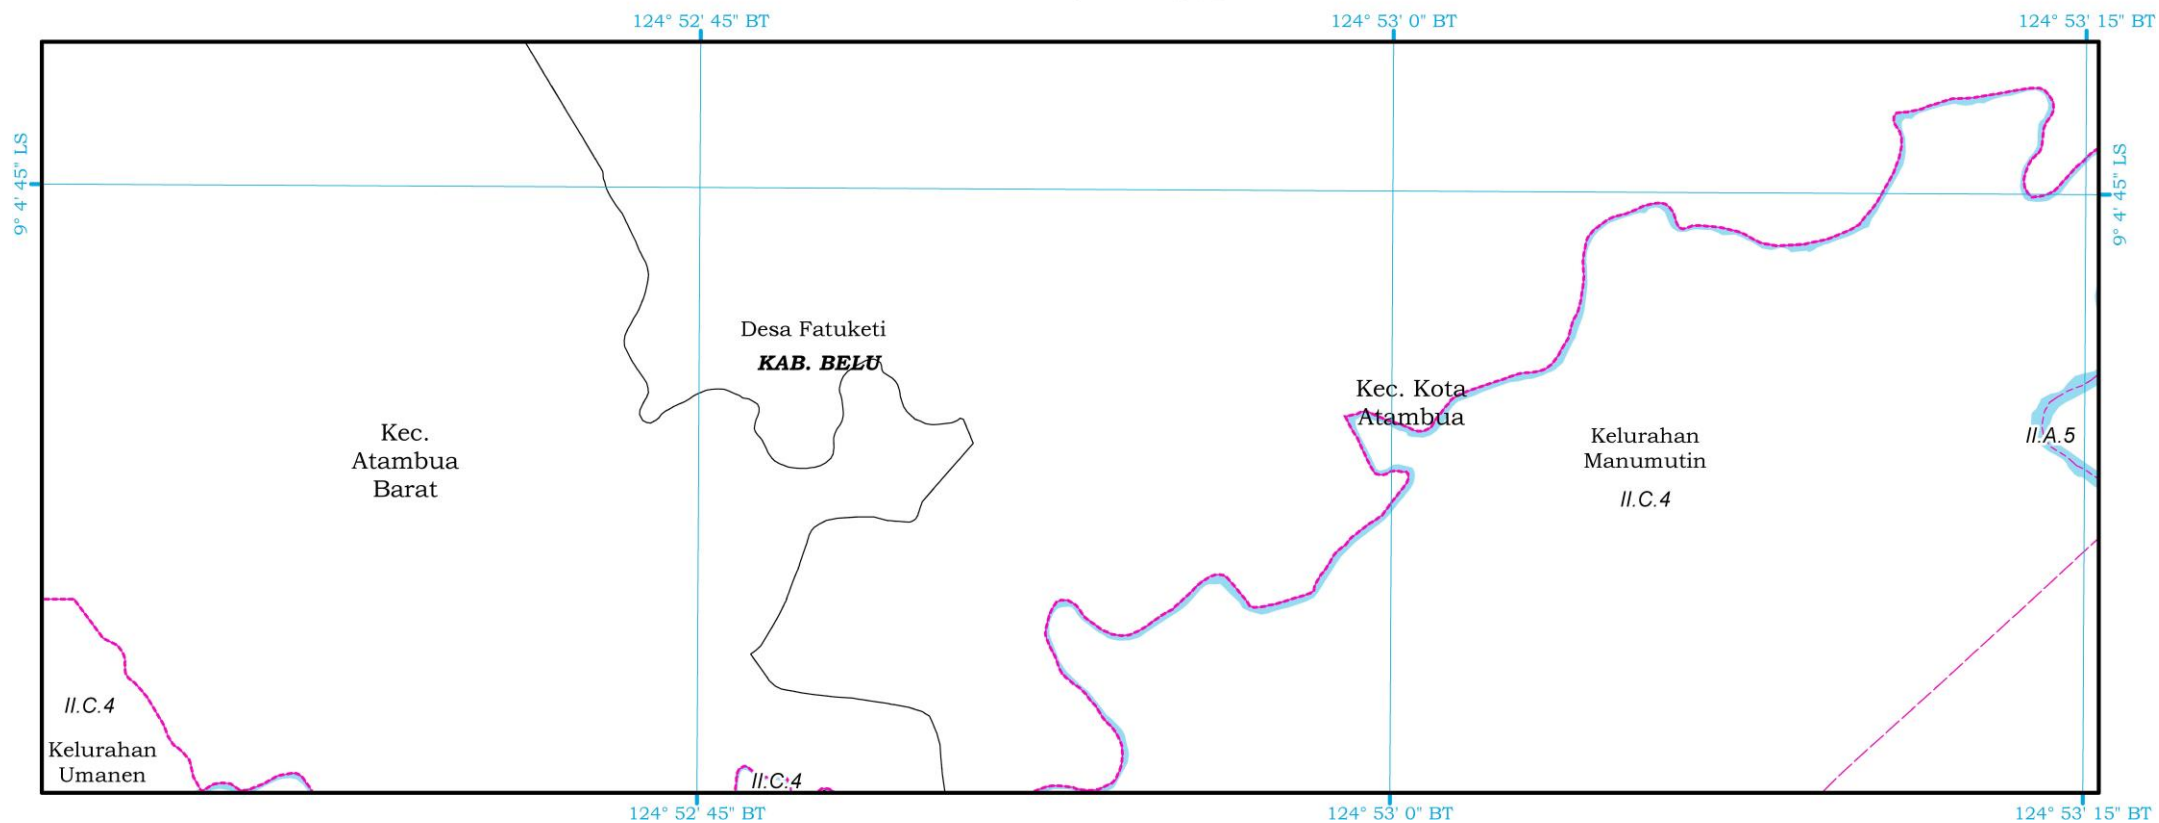 124° 52' 45" BT
124° 53' 0" BT
124° 53' 15" BT
9° 4' 45" LS
9° 4' 45" LS
Desa Fatuketi
KAB. BELU
Kec. Kota
Atambua
Kec.
Atambua
Barat
Kelurahan
Manumutin
II.C.4
II.A.5
II.C.4
Kelurahan
Umanen
II.C.4
124° 52' 45" BT
124° 53' 0" BT
124° 53' 15" BT